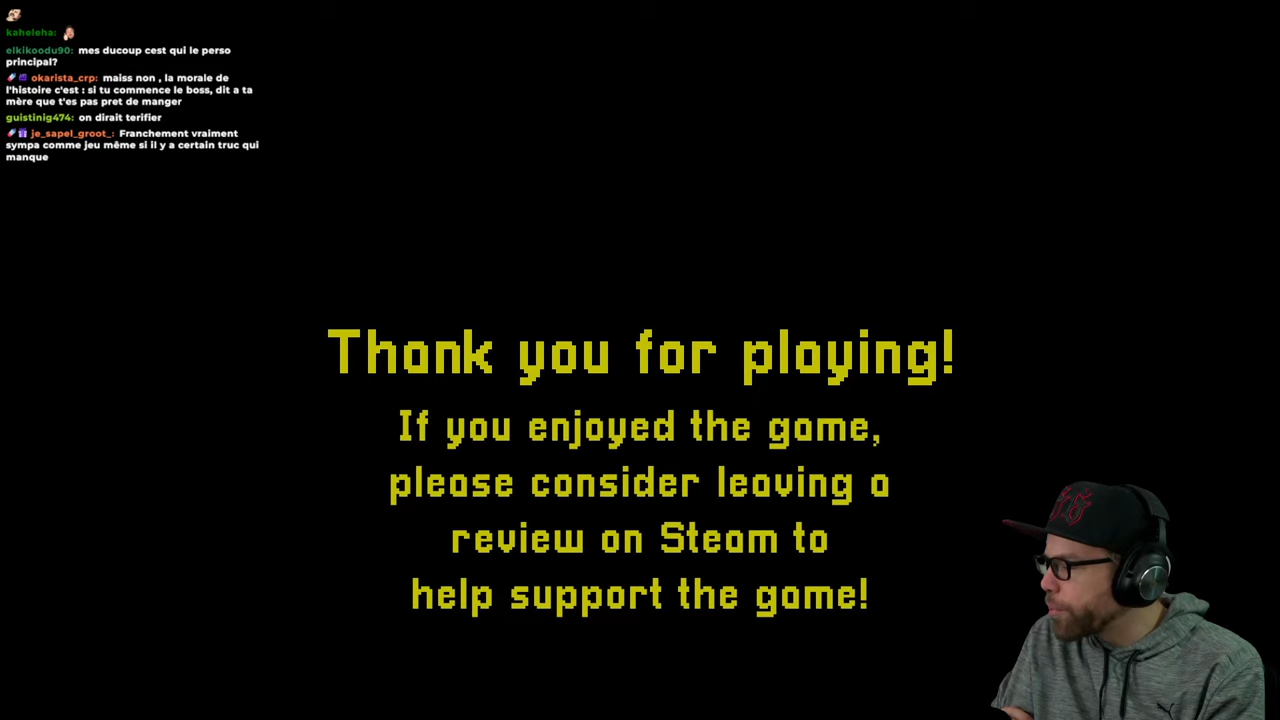 kaheleha:
elkikoodu90: mes ducoup cest qui le perso
principal?
okarista_crp: maiss non , la morale de
l'histoire c'est : si tu commence le boss, dit a ta
mère que t'es pas pret de manger
guistinig474: on dirait terifier
je_sapel_groot_: Franchement vraiment
sympa comme jeu même si il y a certain truc qui
manque
Thank you for playing!
If you enjoyed the game,
please consider leaving a
review on Steam to
help support the game!